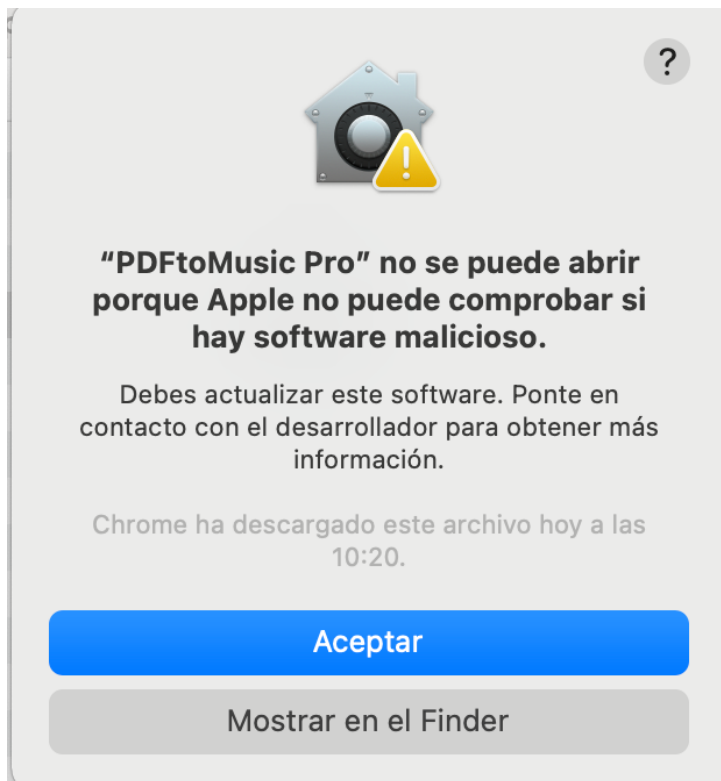 ?
“PDFtoMusic Pro” no se puede abrir
porque Apple no puede comprobar si
hay software malicioso.
Debes actualizar este software. Ponte en
contacto con el desarrollador para obtener más
información.
Chrome ha descargado este archivo hoy a las
10:20.
Aceptar
Mostrar en el Finder